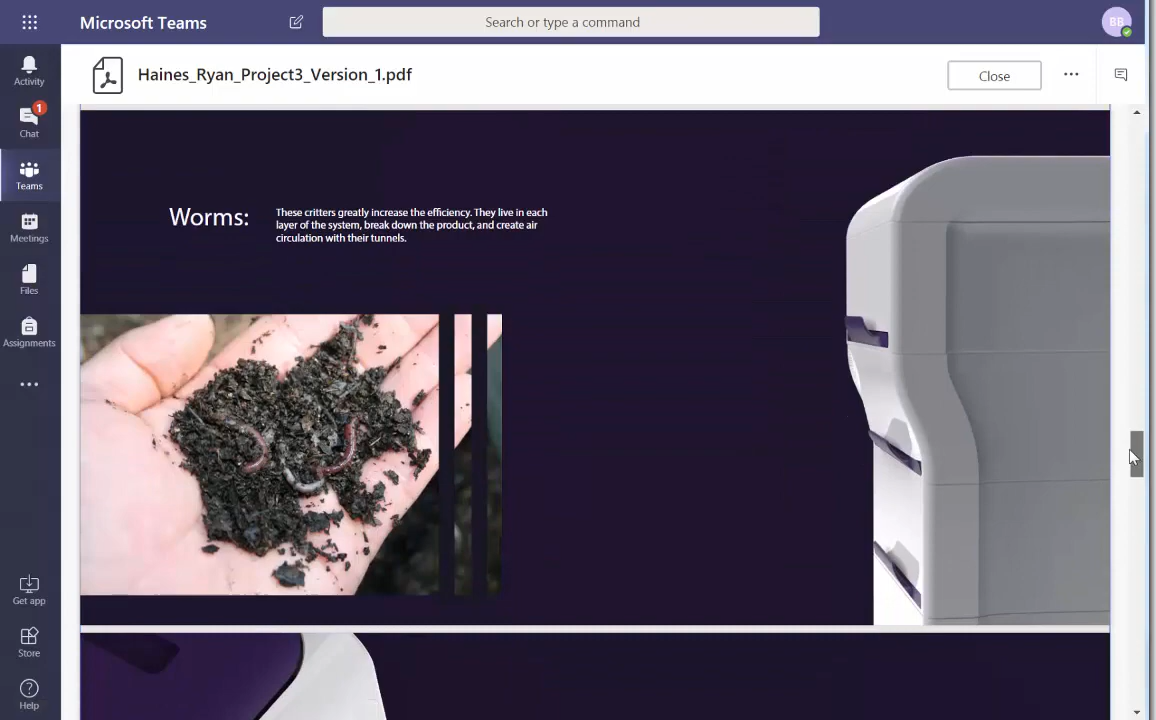 Microsoft Teams
Search or type a command
BB
Activity
Haines_Ryan_Project3_Version_1.pdf
Close
1
Chat
Teams
Meetings
Files
Assignments
Worms:
These critters greatly increase the efficiency. They live in each
layer of the system, break down the product, and create air
circulation with their tunnels.
Get app
Store
Help